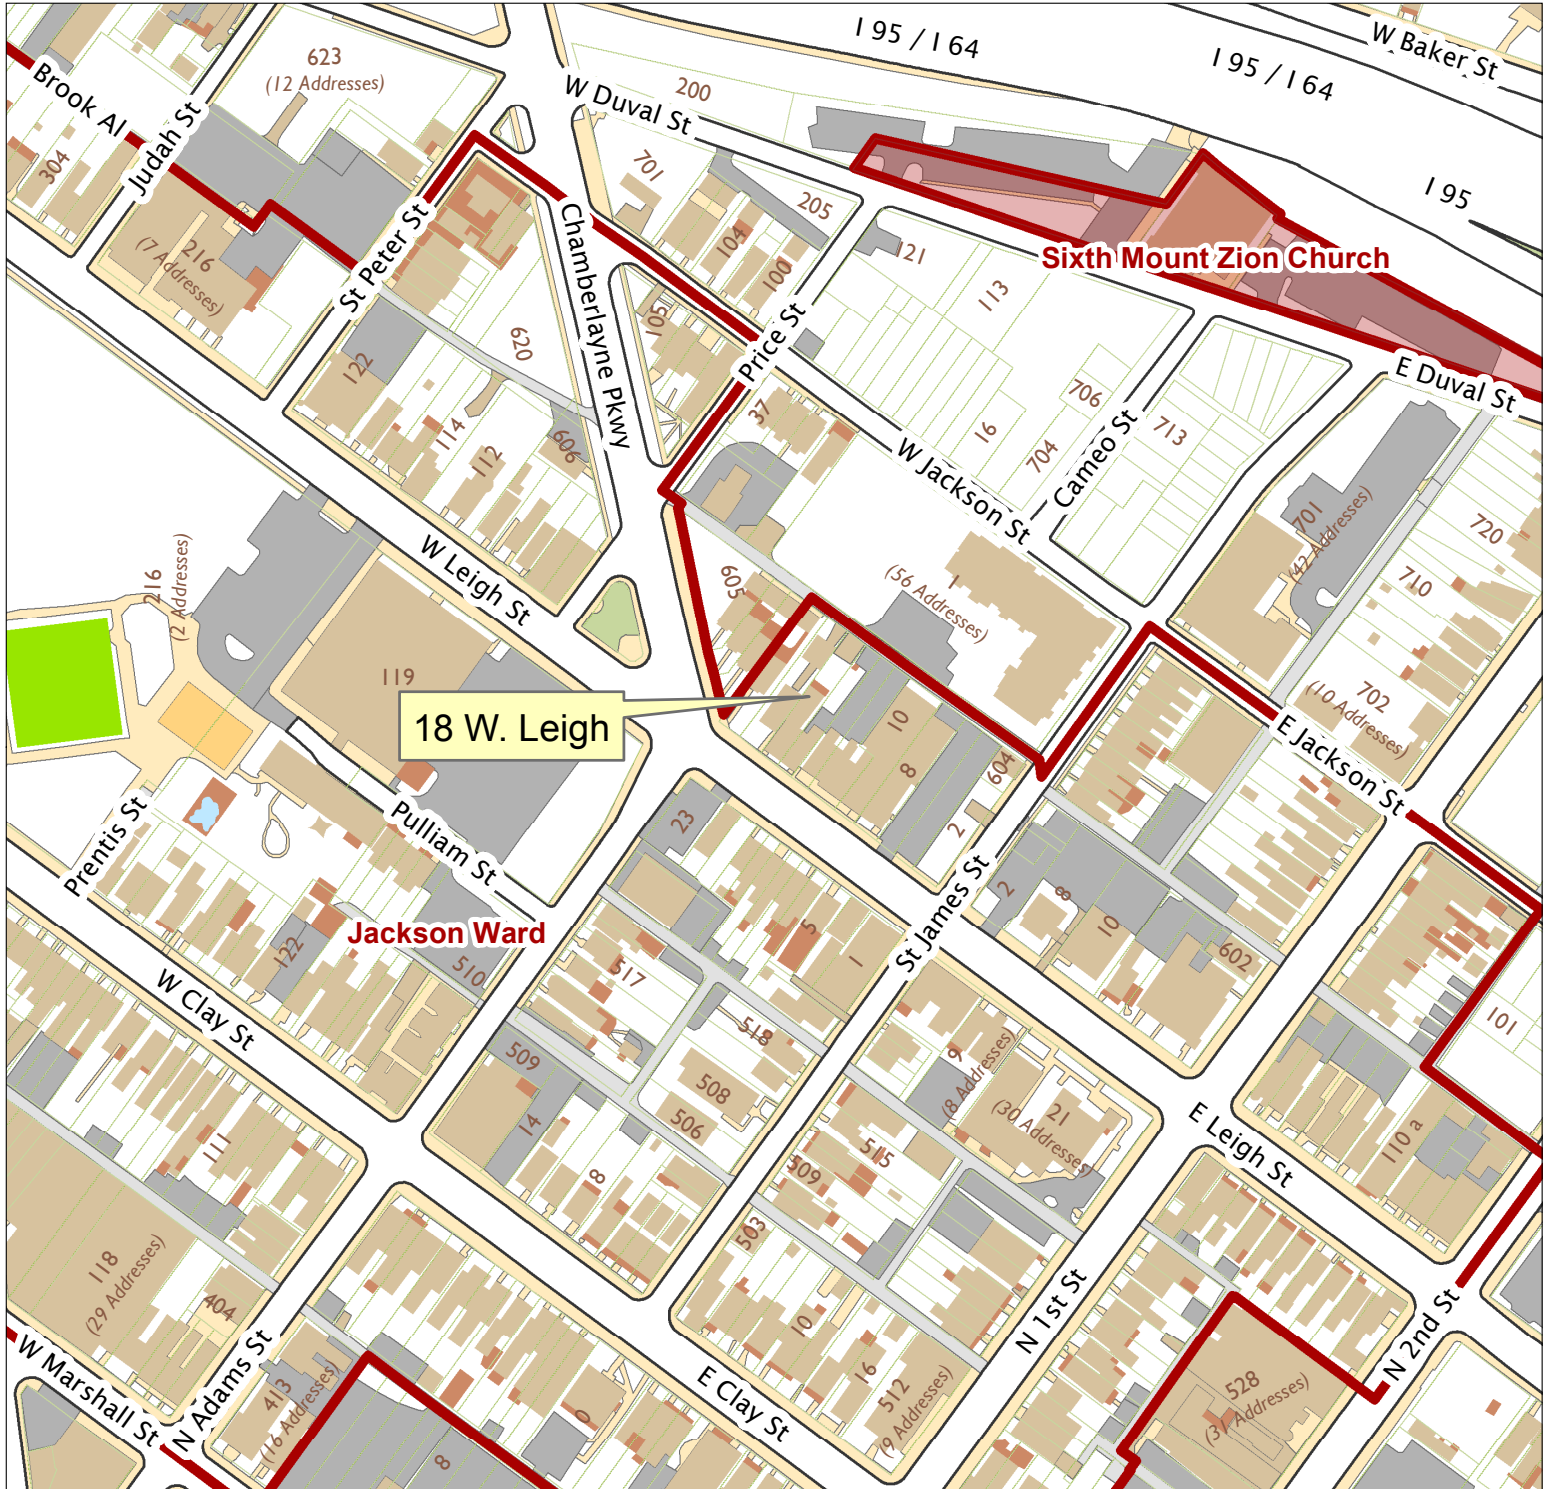 I 95 / I 64
W Baker St
I 95 / I 64
623
(12 Addresses)
200
W Duval St
Brook Al
Judah St
304
701
I 95
205
104
100
121
113
Sixth Mount Zion Church
216
(7 Addresses)
St Peter St
Chamberlayne Pkwy
105
Price St
620
122
E Duval St
706
37
16
704
Cameo St
713
114
112
606
W Jackson St
701
(42 Addresses)
720
216
(2 Addresses)
W Leigh St
605
1
(56 Addresses)
710
119
702
(10 Addresses)
18 W. Leigh
10
8
604
E Jackson St
2
Prentis St
Pulliam St
23
2
8
10
St James St
Jackson Ward
122
510
5
1
602
517
W Clay St
518
101
509
508
506
14
9
(8 Addresses)
21
(30 Addresses)
E Leigh St
110 a
111
8
515
509
503
118
(29 Addresses)
404
N 1st St
10
16
N 2nd St
W Marshall St
N Adams St
413
(16 Addresses)
0
8
E Clay St
512
(9 Addresses)
528
(31 Addresses)